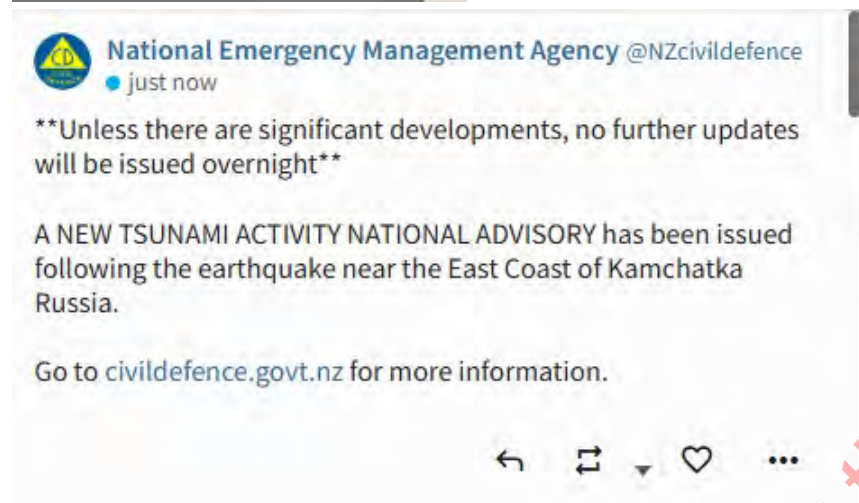 National Emergency Management Agency @NZcivildefence
just now
**Unless there are significant developments, no further updates
will be issued overnight**
A NEW TSUNAMI ACTIVITY NATIONAL ADVISORY has been issued
following the earthquake near the East Coast of Kamchatka
Russia.
Go to civildefence.govt.nz for more information.